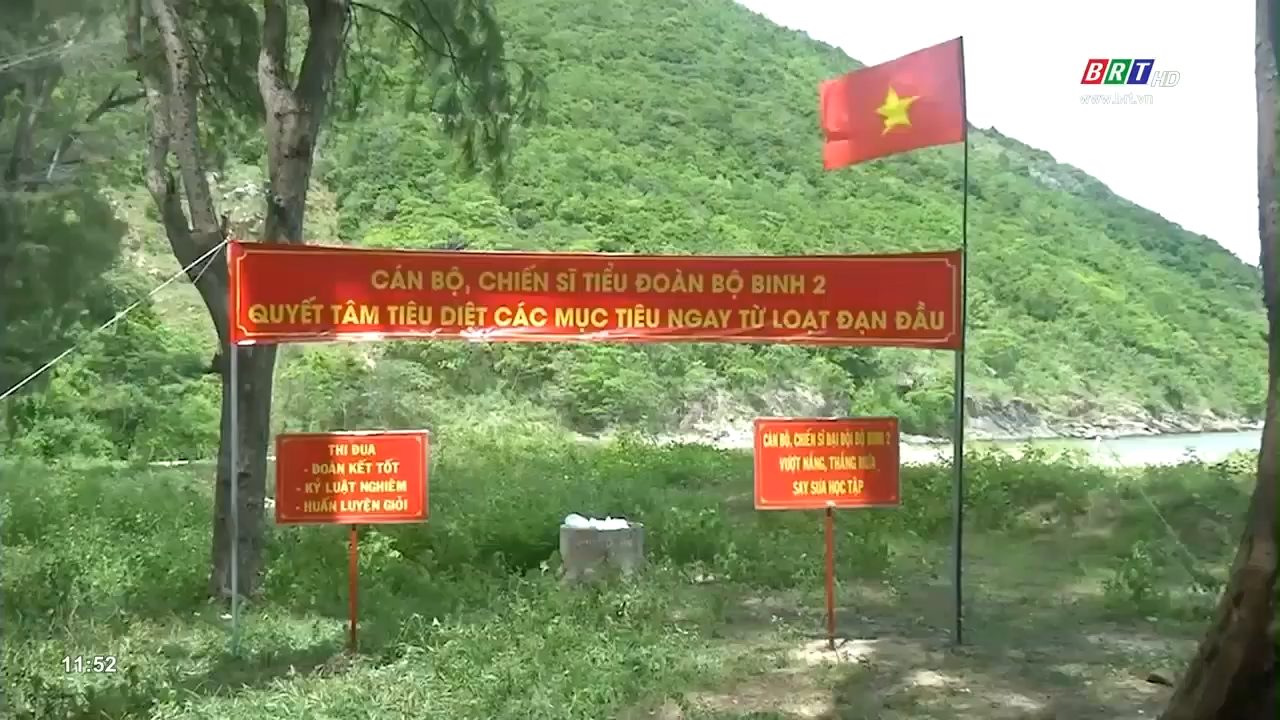 BRT HD
www.brt.vn
CÁN BỘ, CHIẾN SĨ TIỂU ĐOÀN BỘ BINH 2
QUYẾT TÂM TIÊU DIỆT CÁC MỤC TIÊU NGAY TỪ LOẠT ĐẠN ĐẦU
THI ĐUA
- ĐOÀN KẾT TỐT
- KỶ LUẬT NGHIÊM
- HUẤN LUYỆN GIỎI
CÁN BỘ, CHIẾN SĨ ĐẠI ĐỘI BỘ BINH 2
VƯỢT NẮNG, THẮNG MƯA
SAY SƯA HỌC TẬP
11:52